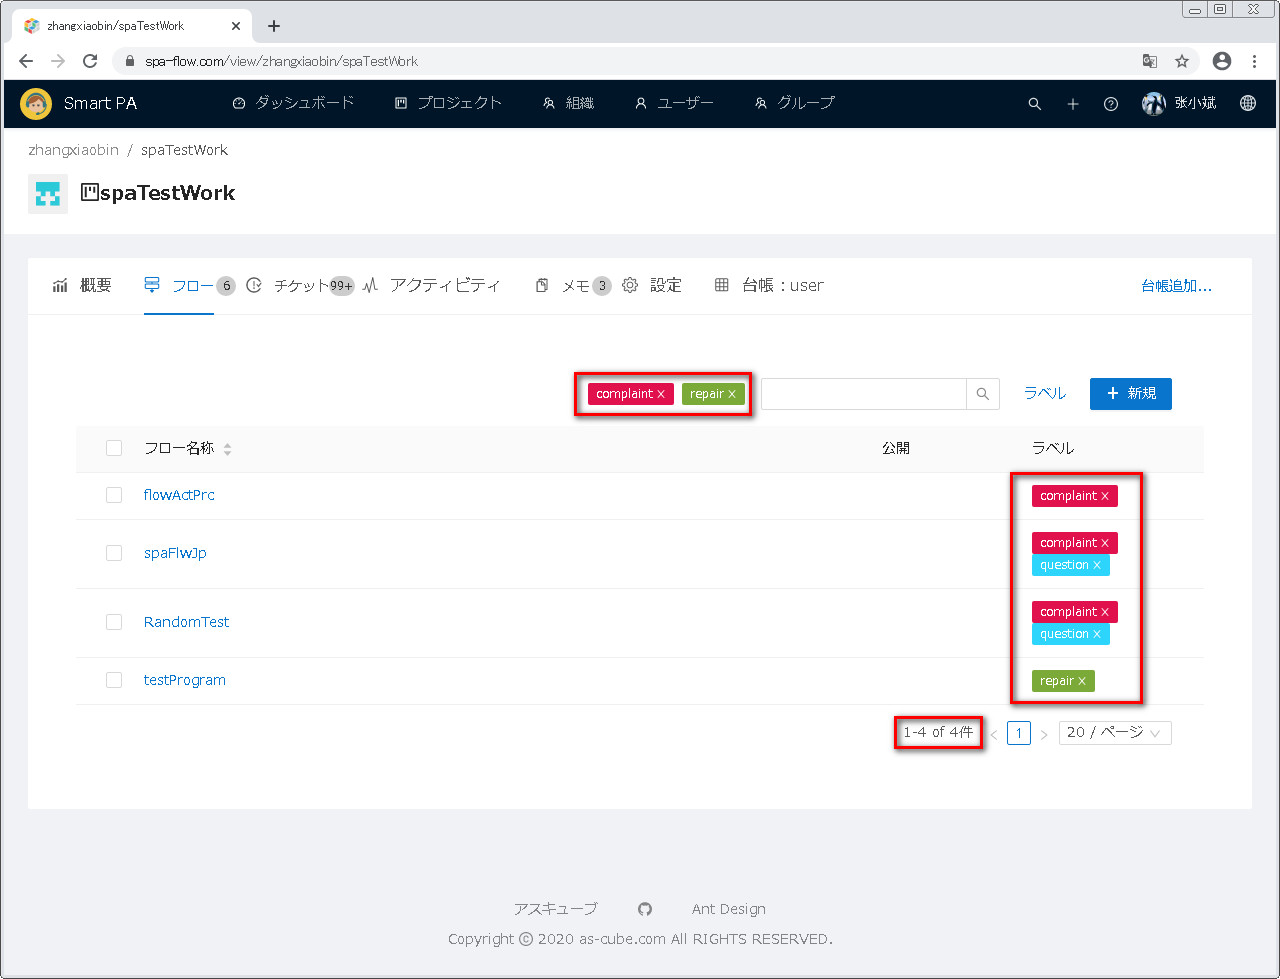 zhangxiaobin/spaTestWork
spa-flow.com/view/zhangxiaobin/spaTestWork
Smart PA ダッシュボード プロジェクト 組織 ユーザー グループ 张小斌
zhangxiaobin / spaTestWork
spaTestWork
概要 フロー 6 チケット 99+ アクティビティ メモ 3 設定 台帳：user 台帳追加...
complaint × repair × ラベル + 新規
フロー名称 公開 ラベル
flowActPrc complaint ×
spaFlwJp complaint ×
question ×
RandomTest complaint ×
question ×
testProgram repair ×
1-4 of 4件 < 1 > 20 / ページ
アスキューブ Ant Design
Copyright © 2020 as-cube.com All RIGHTS RESERVED.